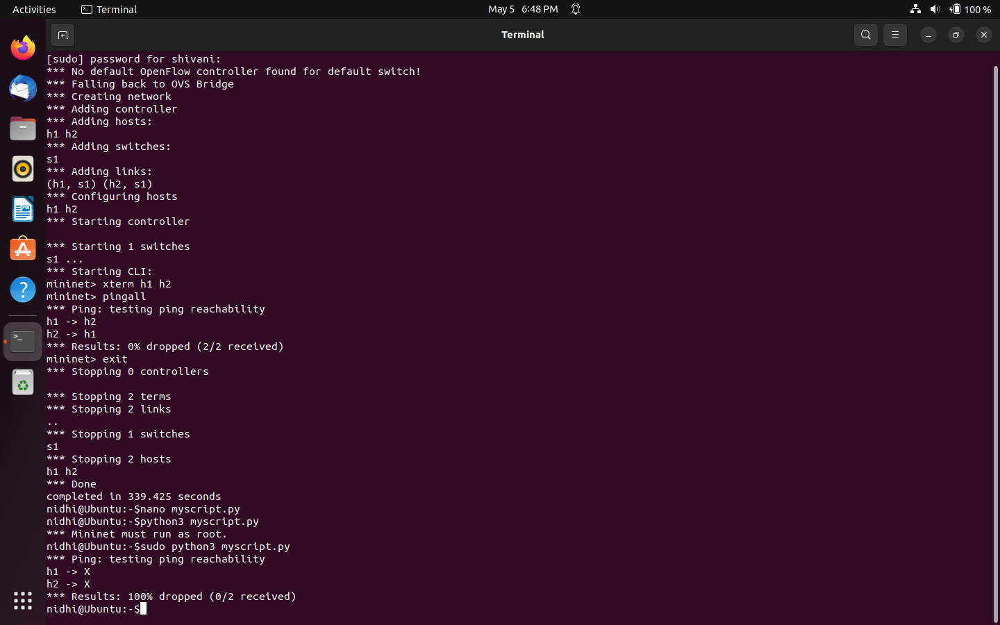 Activities
Terminal
May 5 6:48 PM
100 %
Terminal
[sudo] password for shivani:
*** No default OpenFlow controller found for default switch!
*** Falling back to OVS Bridge
*** Creating network
*** Adding controller
*** Adding hosts:
h1 h2
*** Adding switches:
s1
*** Adding links:
(h1, s1) (h2, s1)
*** Configuring hosts
h1 h2
*** Starting controller
*** Starting 1 switches
s1 ...
*** Starting CLI:
mininet> xterm h1 h2
mininet> pingall
*** Ping: testing ping reachability
h1 -> h2
h2 -> h1
*** Results: 0% dropped (2/2 received)
mininet> exit
*** Stopping 0 controllers
*** Stopping 2 terms
*** Stopping 2 links
..
*** Stopping 1 switches
s1
*** Stopping 2 hosts
h1 h2
*** Done
completed in 339.425 seconds
nidhi@Ubuntu:-$nano myscript.py
nidhi@Ubuntu:-$python3 myscript.py
*** Mininet must run as root.
nidhi@Ubuntu:-$sudo python3 myscript.py
*** Ping: testing ping reachability
h1 -> X
h2 -> X
*** Results: 100% dropped (0/2 received)
nidhi@Ubuntu:-$